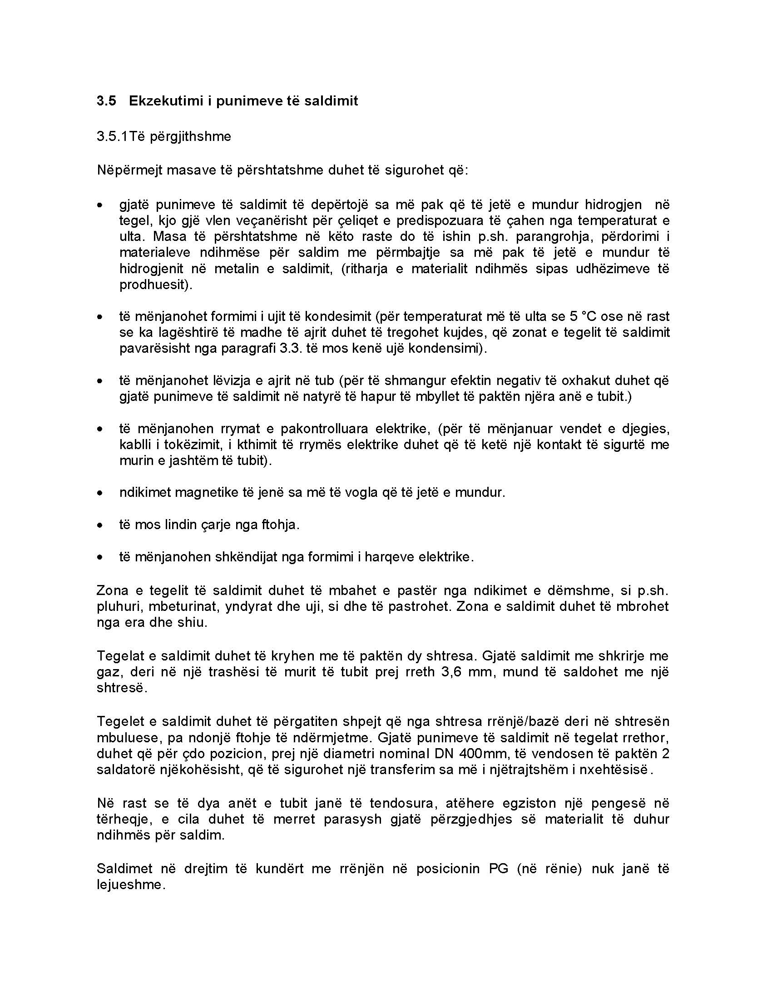 3.5 Ekzekutimi i punimeve të saldimit
3.5.1Të përgjithshme
Nëpërmejt masave të përshtatshme duhet të sigurohet që:
• gjatë punimeve të saldimit të depërtojë sa më pak që të jetë e mundur hidrogjen në
tegel, kjo gjë vlen veçanërisht për çeliqet e predispozuara të çahen nga temperaturat e
ulta. Masa të përshtatshme në këto raste do të ishin p.sh. parangrohja, përdorimi i
materialeve ndihmëse për saldim me përmbajtje sa më pak të jetë e mundur të
hidrogjenit në metalin e saldimit, (ritharja e materialit ndihmës sipas udhëzimeve të
prodhuesit).
• të mënjanohet formimi i ujit të kondesimit (për temperaturat më të ulta se 5 °C ose në rast
se ka lagështirë të madhe të ajrit duhet të tregohet kujdes, që zonat e tegelit të saldimit
pavarësisht nga paragrafi 3.3. të mos kenë ujë kondensimi).
• të mënjanohet lëvizja e ajrit në tub (për të shmangur efektin negativ të oxhakut duhet që
gjatë punimeve të saldimit në natyrë të hapur të mbyllet të paktën njëra anë e tubit.)
• të mënjanohen rrymat e pakontrolluara elektrike, (për të mënjanuar vendet e djegies,
kablli i tokëzimit, i kthimit të rrymës elektrike duhet që të ketë një kontakt të sigurtë me
murin e jashtëm të tubit).
• ndikimet magnetike të jenë sa më të vogla që të jetë e mundur.
• të mos lindin çarje nga ftohja.
• të mënjanohen shkëndijat nga formimi i harqeve elektrike.
Zona e tegelit të saldimit duhet të mbahet e pastër nga ndikimet e dëmshme, si p.sh.
pluhuri, mbeturinat, yndyrat dhe uji, si dhe të pastrohet. Zona e saldimit duhet të mbrohet
nga era dhe shiu.
Tegelat e saldimit duhet të kryhen me të paktën dy shtresa. Gjatë saldimit me shkrirje me
gaz, deri në një trashësi të murit të tubit prej rreth 3,6 mm, mund të saldohet me një
shtresë.
Tegelet e saldimit duhet të përgatiten shpejt që nga shtresa rrënjë/bazë deri në shtresën
mbuluese, pa ndonjë ftohje të ndërmjetme. Gjatë punimeve të saldimit në tegelat rrethor,
duhet që për çdo pozicion, prej një diametri nominal DN 400mm, të vendosen të paktën 2
saldatorë njëkohësisht, që të sigurohet një transferim sa më i njëtrajtshëm i nxehtësisë .
Në rast se të dya anët e tubit janë të tendosura, atëhere egziston një pengesë në
tërheqje, e cila duhet të merret parasysh gjatë përzgjedhjes së materialit të duhur
ndihmës për saldim.
Saldimet në drejtim të kundërt me rrënjën në posicionin PG (në rënie) nuk janë të
lejueshme.